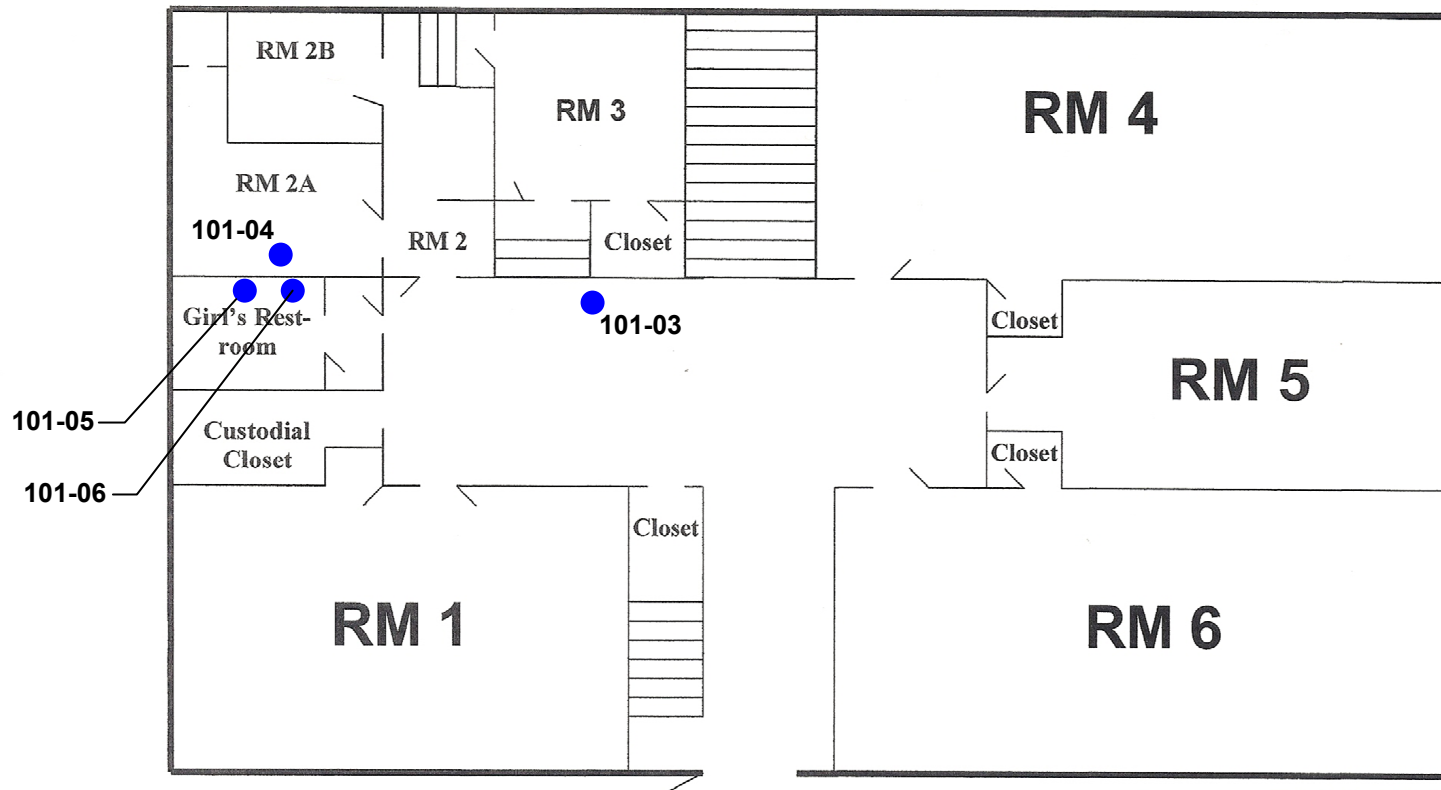 RM 2B
RM 3
RM 4
RM 2A
101-04
RM 2
Closet
Girl's Rest-
room
101-03
Closet
RM 5
101-05
Custodial
Closet
Closet
101-06
Closet
RM 1
RM 6